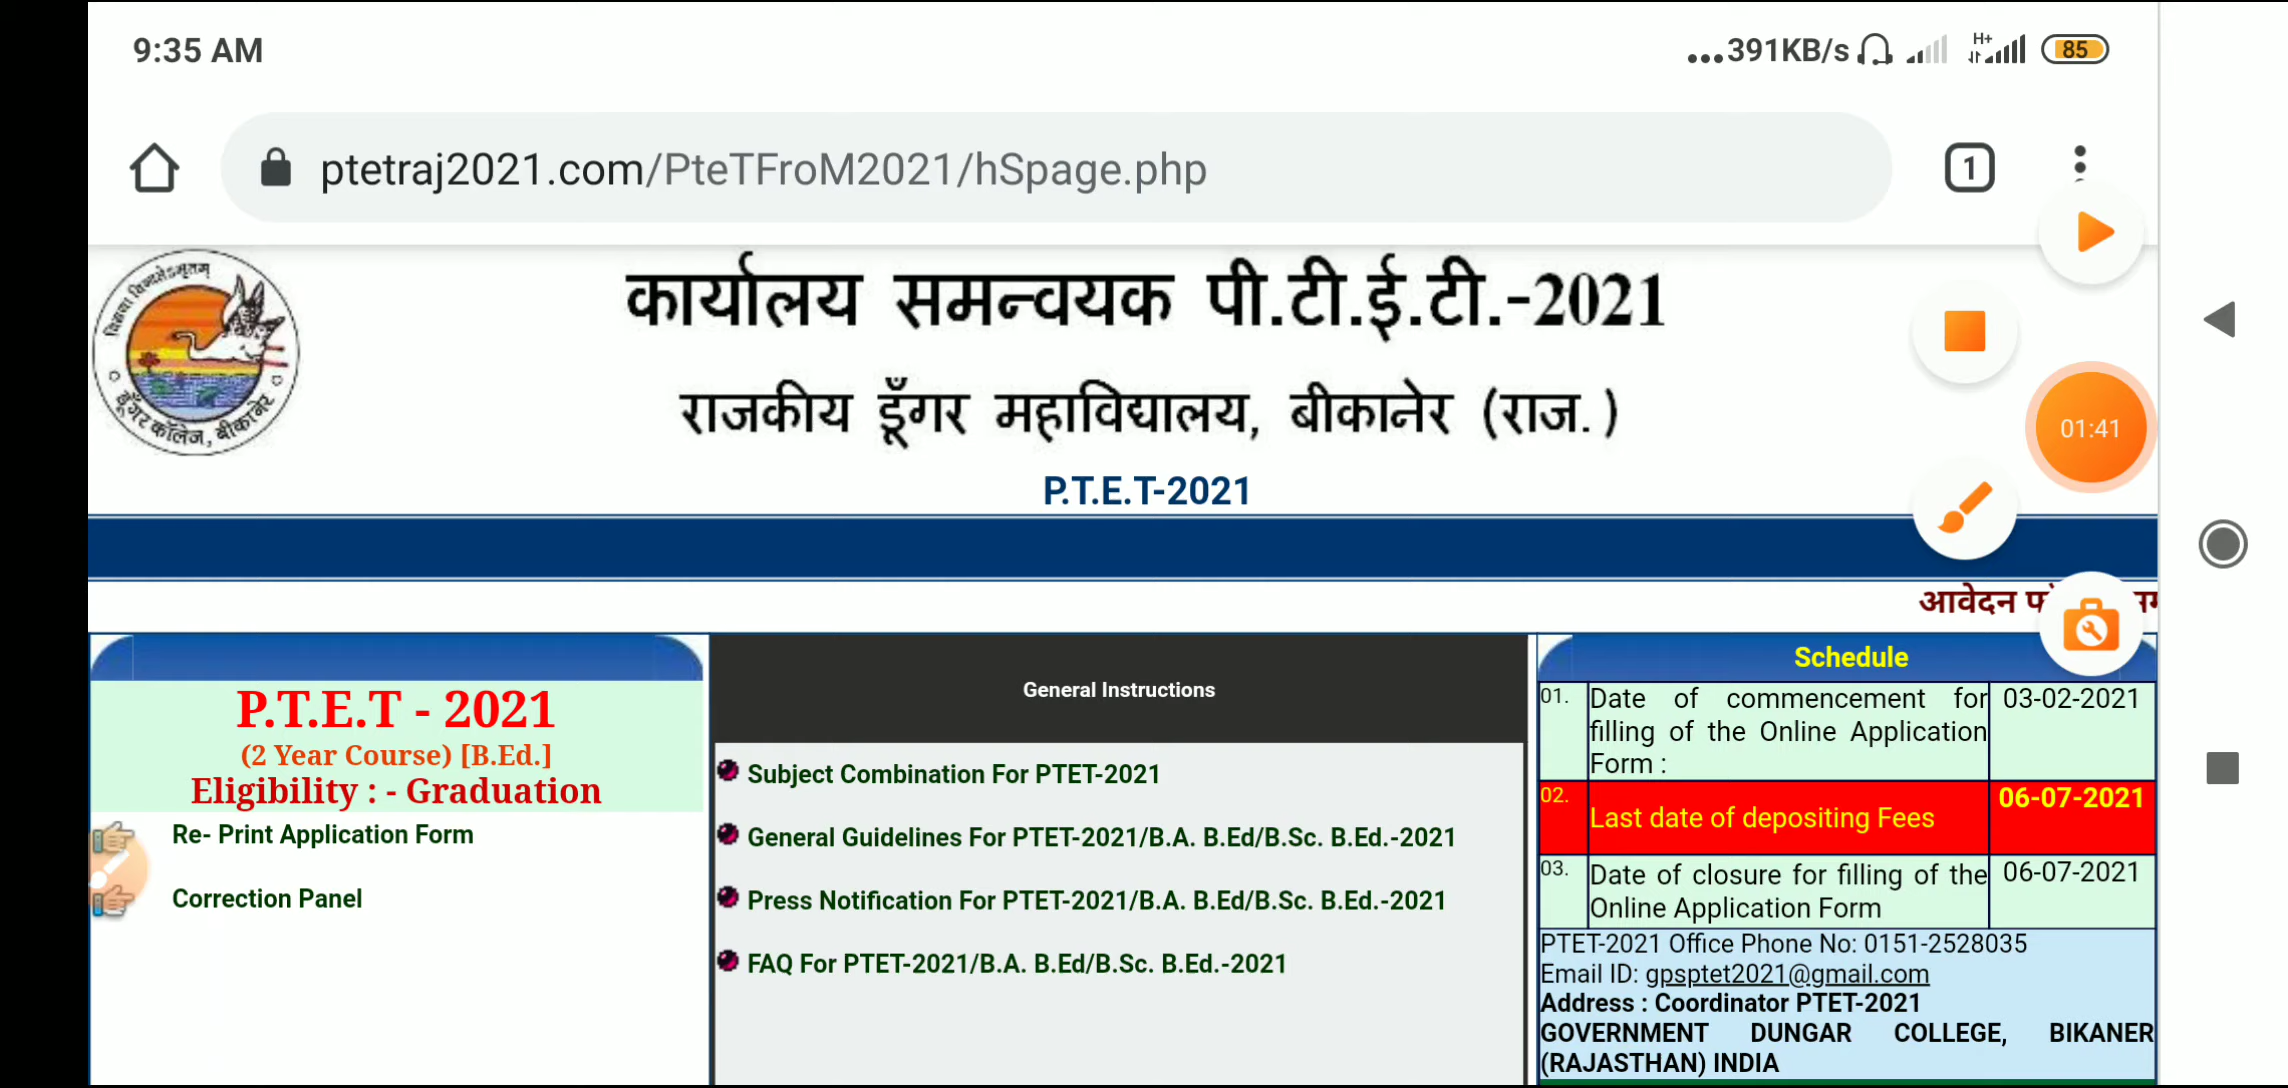 9:35 AM
...391KB/s H+ 85
ptetraj2021.com/PteTFroM2021/hSpage.php
1
कार्यालय समन्वयक पी.टी.ई.टी.-2021
राजकीय डूँगर महाविद्यालय, बीकानेर (राज.)
P.T.E.T-2021
01:41
डूँगर कॉलेज, बीकानेर
आवेदन
P.T.E.T - 2021
(2 Year Course) [B.Ed.]
Eligibility : - Graduation
Re- Print Application Form
Correction Panel
General Instructions
Subject Combination For PTET-2021
General Guidelines For PTET-2021/B.A. B.Ed/B.Sc. B.Ed.-2021
Press Notification For PTET-2021/B.A. B.Ed/B.Sc. B.Ed.-2021
FAQ For PTET-2021/B.A. B.Ed/B.Sc. B.Ed.-2021
Schedule
01. Date of commencement for 03-02-2021
filling of the Online Application
Form :
02. Last date of depositing Fees 06-07-2021
03. Date of closure for filling of the 06-07-2021
Online Application Form
PTET-2021 Office Phone No: 0151-2528035
Email ID: gpsptet2021@gmail.com
Address : Coordinator PTET-2021
GOVERNMENT DUNGAR COLLEGE, BIKANER
(RAJASTHAN) INDIA